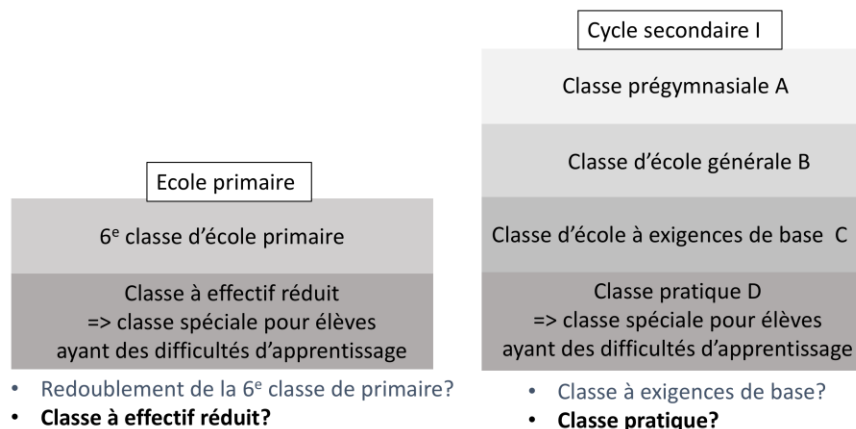 Ecole primaire
6e classe d'école primaire
Classe à effectif réduit
=> classe spéciale pour élèves
ayant des difficultés d'apprentissage
• Redoublement de la 6e classe de primaire?
• Classe à effectif réduit?
Cycle secondaire I
Classe prégymnasiale A
Classe d'école générale B
Classe d'école à exigences de base C
Classe pratique D
=> classe spéciale pour élèves
ayant des difficultés d'apprentissage
• Classe à exigences de base?
• Classe pratique?